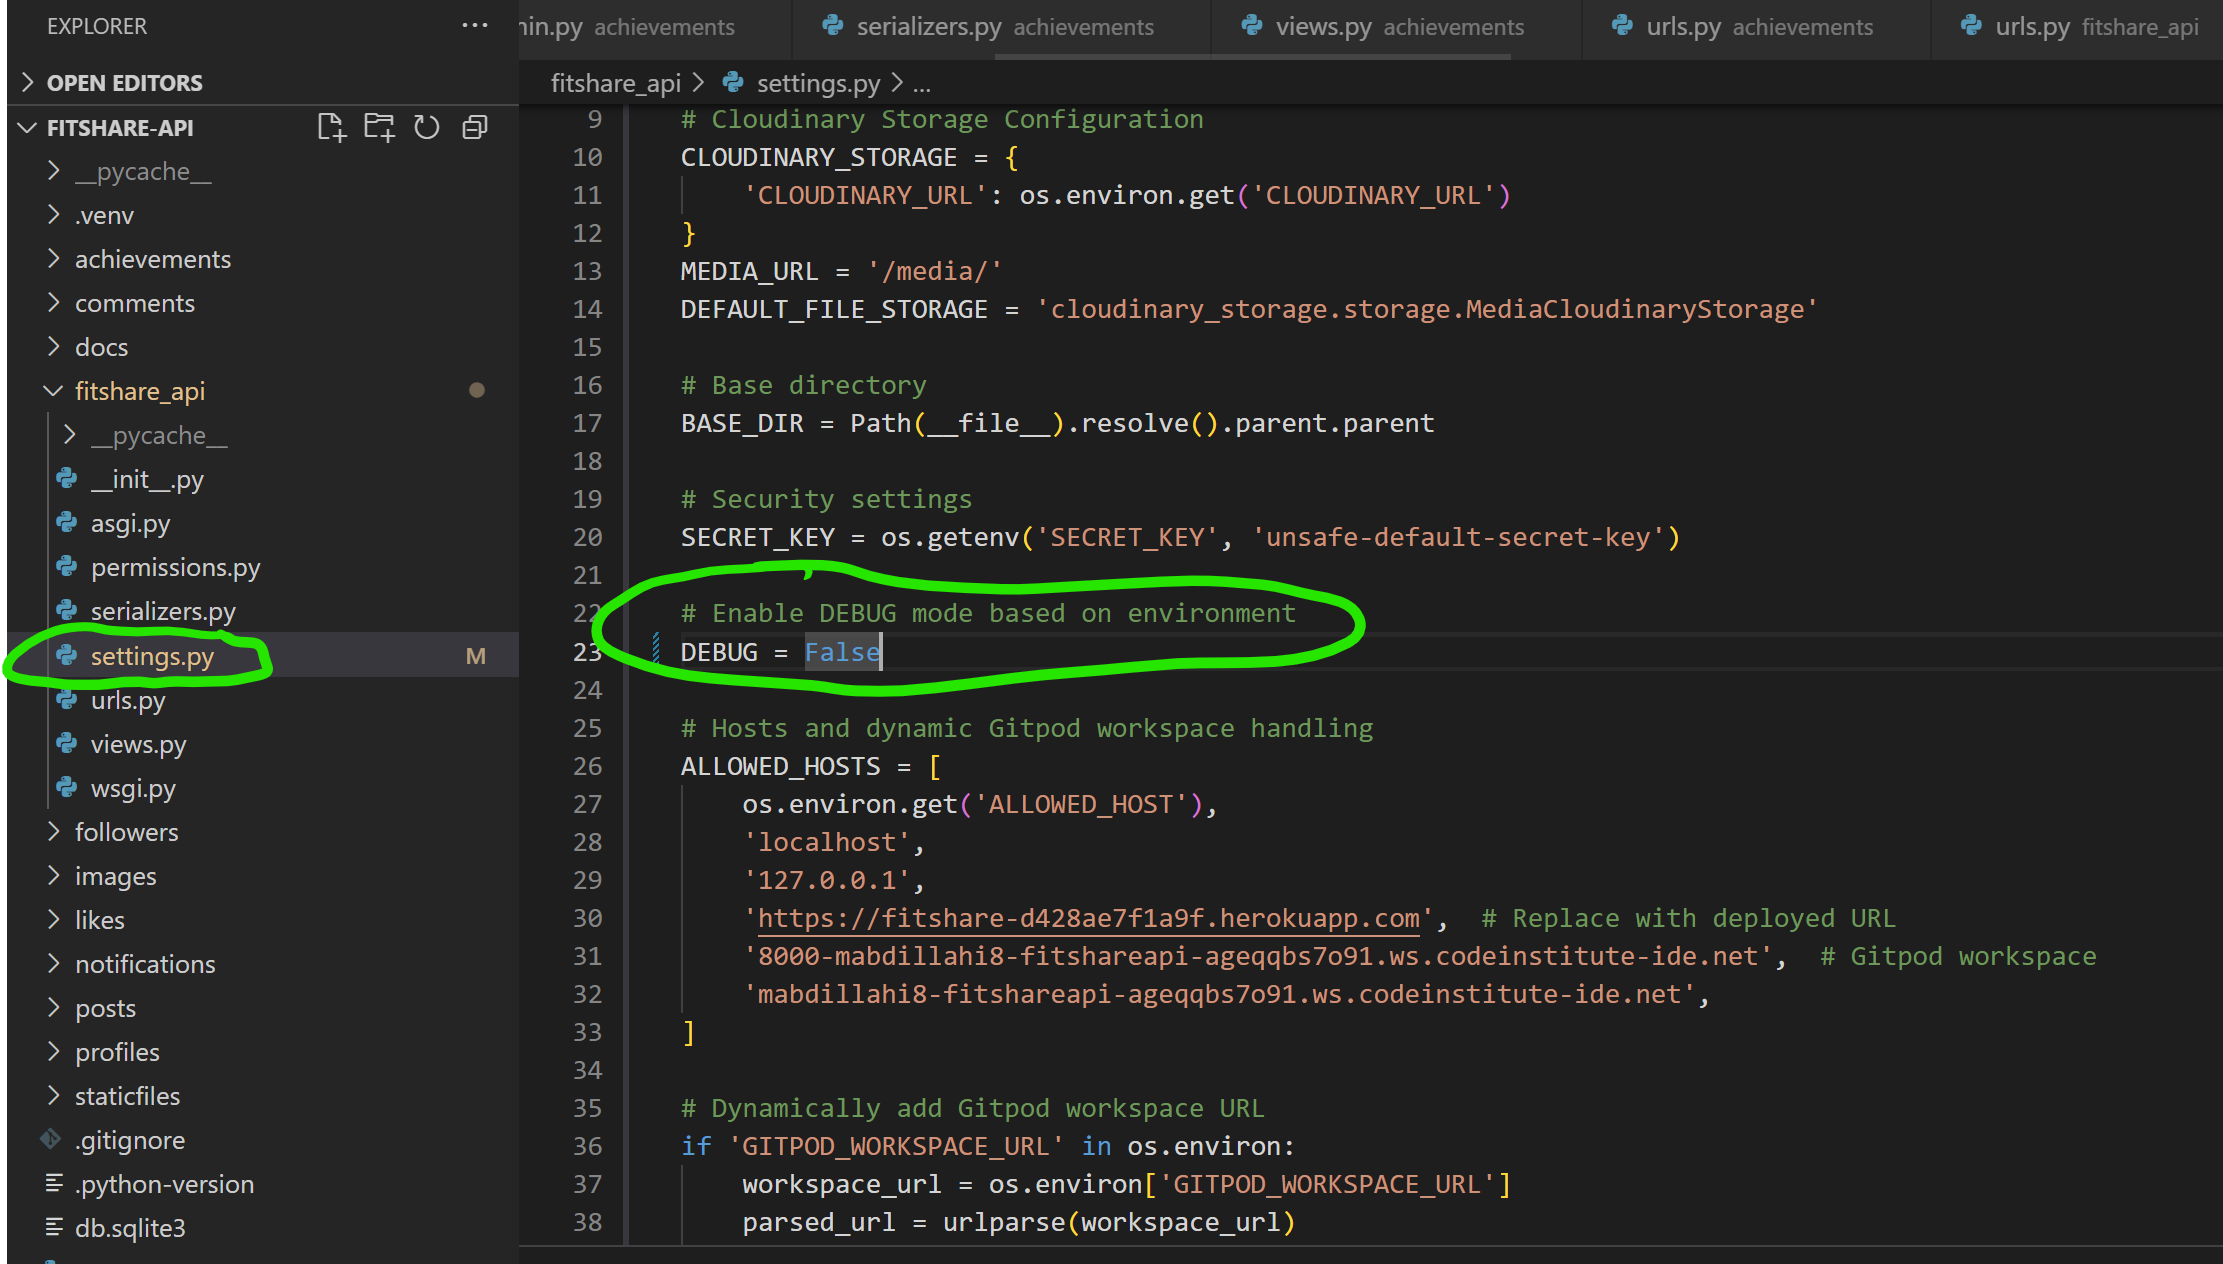 EXPLORER
OPEN EDITORS
FITSHARE-API
__pycache__
.venv
achievements
comments
docs
fitshare_api
__pycache__
__init__.py
asgi.py
permissions.py
serializers.py
settings.py M
urls.py
views.py
wsgi.py
followers
images
likes
notifications
posts
profiles
staticfiles
.gitignore
.python-version
db.sqlite3
achievements serializers.py achievements views.py achievements urls.py achievements urls.py fitshare_api
fitshare_api > settings.py > ...
9 # Cloudinary Storage Configuration
10 CLOUDINARY_STORAGE = {
11 'CLOUDINARY_URL': os.environ.get('CLOUDINARY_URL')
12 }
13 MEDIA_URL = '/media/'
14 DEFAULT_FILE_STORAGE = 'cloudinary_storage.storage.MediaCloudinaryStorage'
15
16 # Base directory
17 BASE_DIR = Path(__file__).resolve().parent.parent
18
19 # Security settings
20 SECRET_KEY = os.getenv('SECRET_KEY', 'unsafe-default-secret-key')
21
22 # Enable DEBUG mode based on environment
23 DEBUG = False
24
25 # Hosts and dynamic Gitpod workspace handling
26 ALLOWED_HOSTS = [
27 os.environ.get('ALLOWED_HOST'),
28 'localhost',
29 '127.0.0.1',
30 'https://fitshare-d428ae7f1a9f.herokuapp.com', # Replace with deployed URL
31 '8000-mabdillahi8-fitshareapi-ageqqbs7o91.ws.codeinstitute-ide.net', # Gitpod workspace
32 'mabdillahi8-fitshareapi-ageqqbs7o91.ws.codeinstitute-ide.net',
33 ]
34
35 # Dynamically add Gitpod workspace URL
36 if 'GITPOD_WORKSPACE_URL' in os.environ:
37 workspace_url = os.environ['GITPOD_WORKSPACE_URL']
38 parsed_url = urlparse(workspace_url)